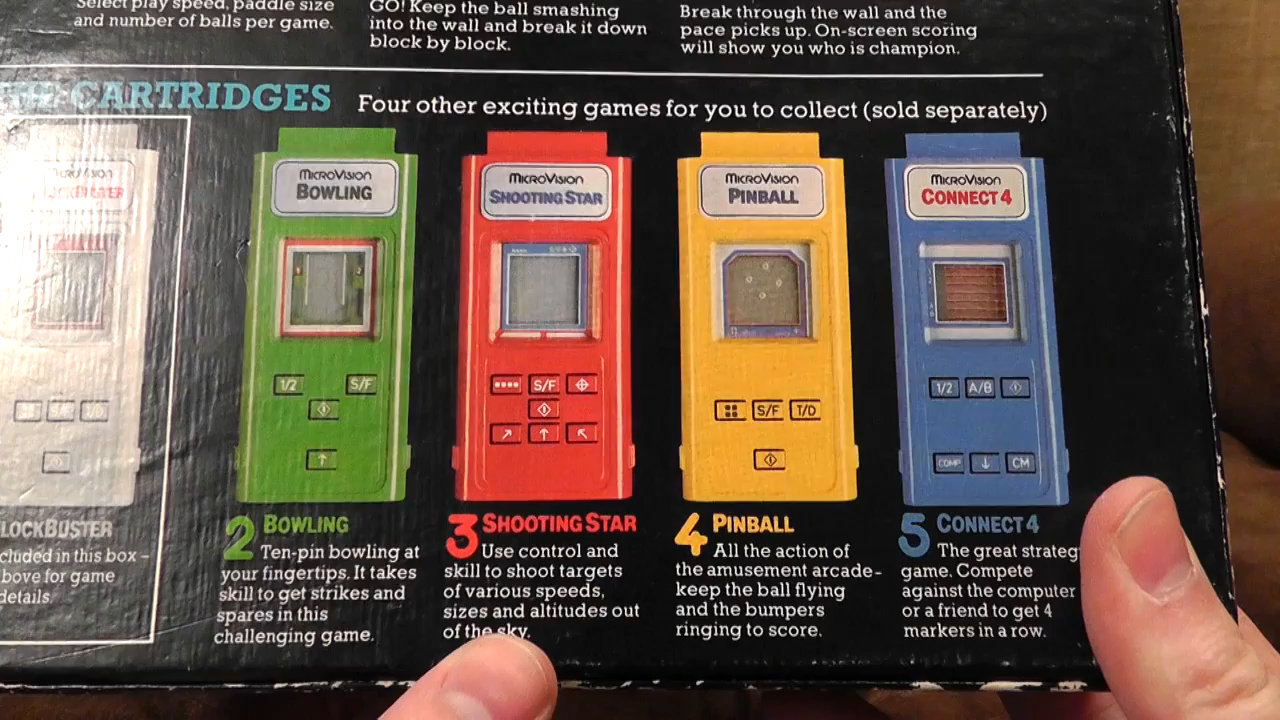 Select play speed, paddle size
and number of balls per game.
GO! Keep the ball smashing
into the wall and break it down
block by block.
Break through the wall and the
pace picks up. On-screen scoring
will show you who is champion.
CARTRIDGES
Four other exciting games for you to collect (sold separately)
MICROVISION
BOWLING
1/2
S/F
MICROVISION
SHOOTING STAR
S/F
MICROVISION
PINBALL
S/F
T/D
MICROVISION
CONNECT 4
1/2
A/B
COMP
CM
LOCKBUSTER
cluded in this box –
bove for game
details.
2 BOWLING
Ten-pin bowling at
your fingertips. It takes
skill to get strikes and
spares in this
challenging game.
3 SHOOTING STAR
Use control and
skill to shoot targets
of various speeds,
sizes and altitudes out
of the sky.
4 PINBALL
All the action of
the amusement arcade–
keep the ball flying
and the bumpers
ringing to score.
5 CONNECT 4
The great strateg
game. Compete
against the computer
or a friend to get 4
markers in a row.